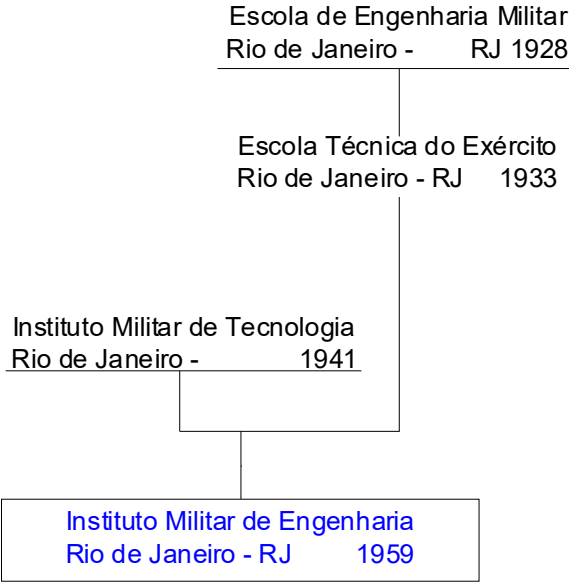 Escola de Engenharia Militar
Rio de Janeiro - RJ 1928
Escola Técnica do Exército
Rio de Janeiro - RJ 1933
Instituto Militar de Tecnologia
Rio de Janeiro - 1941
Instituto Militar de Engenharia
Rio de Janeiro - RJ 1959